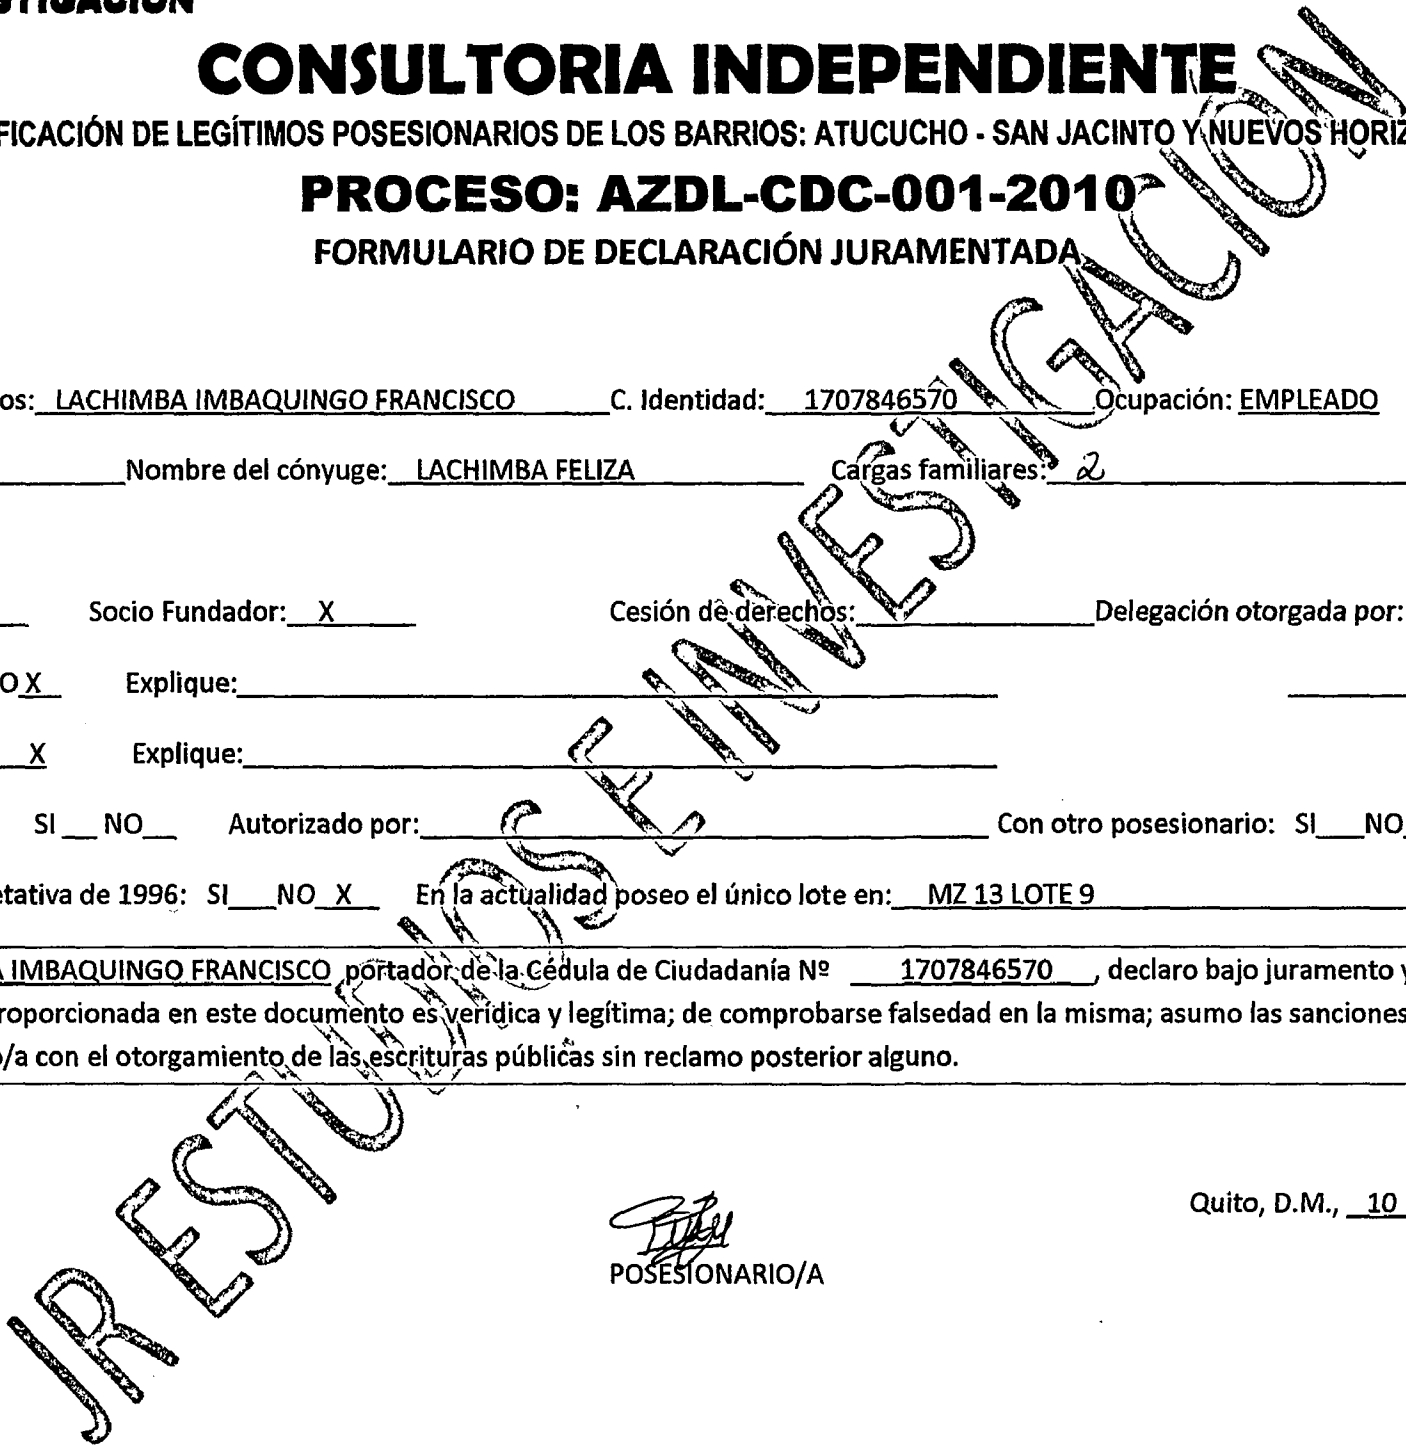 STIGACIÓN
CONSULTORIA INDEPENDIENTE
FICACIÓN DE LEGÍTIMOS POSESIONARIOS DE LOS BARRIOS: ATUCUCHO - SAN JACINTO Y NUEVOS HORIZ
PROCESO: AZDL-CDC-001-2010
FORMULARIO DE DECLARACIÓN JURAMENTADA
os: LACHIMBA IMBAQUINGO FRANCISCO C. Identidad: 1707846570 Ocupación: EMPLEADO
Nombre del cónyuge: LACHIMBA FELIZA Cargas familiares: 2
Socio Fundador: X Cesión de derechos: Delegación otorgada por:
O X Explique:
X Explique:
SI NO Autorizado por: Con otro posesionario: SI NO
etativa de 1996: SI NO X En la actualidad poseo el único lote en: MZ 13 LOTE 9
A IMBAQUINGO FRANCISCO portador de la Cédula de Ciudadanía Nº 1707846570, declaro bajo juramento y
roporcionada en este documento es verídica y legítima; de comprobarse falsedad en la misma; asumo las sanciones
o/a con el otorgamiento de las escrituras públicas sin reclamo posterior alguno.
Quito, D.M., 10
POSESIONARIO/A
JR ESTUDIOS E INVESTIGACION